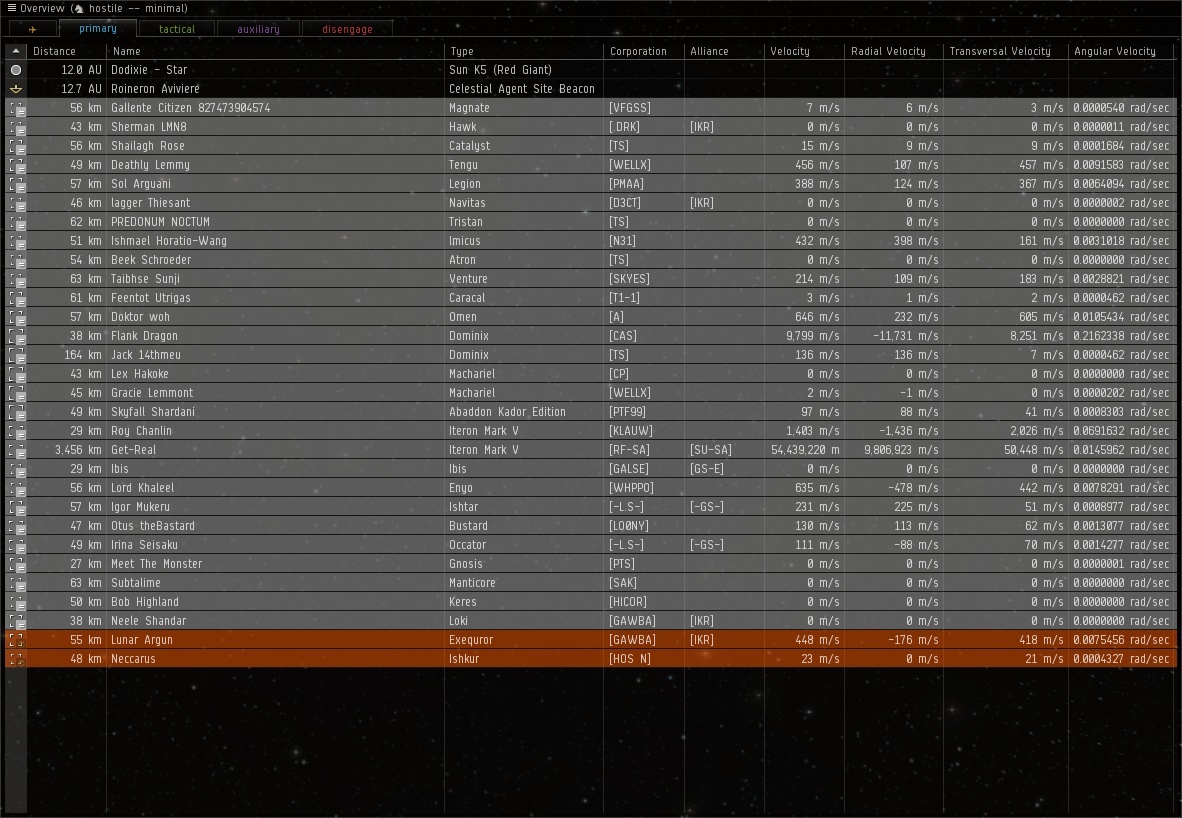 Overview (♞ hostile -- minimal)
primary tactical auxiliary disengage
Distance Name Type Corporation Alliance Velocity Radial Velocity Transversal Velocity Angular Velocity
12.0 AU Dodixie - Star Sun K5 (Red Giant)
12.7 AU Roineron Aviviere Celestial Agent Site Beacon
56 km Gallente Citizen 827473904574 Magnate [VFGSS] 7 m/s 6 m/s 3 m/s 0.0000540 rad/sec
43 km Sherman LMN8 Hawk [.DRK] [IKR] 0 m/s 0 m/s 0 m/s 0.0000011 rad/sec
56 km Shailagh Rose Catalyst [TS] 15 m/s 9 m/s 9 m/s 0.0001684 rad/sec
49 km Deathly Lemmy Tengu [WELLX] 456 m/s 107 m/s 457 m/s 0.0091583 rad/sec
57 km Sol Arguani Legion [PMAA] 388 m/s 124 m/s 367 m/s 0.0064094 rad/sec
46 km lagger Thiesant Navitas [D3CT] [IKR] 0 m/s 0 m/s 0 m/s 0.0000002 rad/sec
62 km PREDONUM NOCTUM Tristan [TS] 0 m/s 0 m/s 0 m/s 0.0000000 rad/sec
51 km Ishmael Horatio-Wang Imicus [N31] 432 m/s 398 m/s 161 m/s 0.0031018 rad/sec
54 km Beek Schroeder Atron [TS] 0 m/s 0 m/s 0 m/s 0.0000000 rad/sec
63 km Taibhse Sunji Venture [SKYES] 214 m/s 109 m/s 183 m/s 0.0028821 rad/sec
61 km Feentot Utrigas Caracal [T1-1] 3 m/s 1 m/s 2 m/s 0.0000462 rad/sec
57 km Doktor woh Omen [A] 646 m/s 232 m/s 605 m/s 0.0105434 rad/sec
38 km Flank Dragon Dominix [CAS] 9,799 m/s -11,731 m/s 8,251 m/s 0.2162338 rad/sec
164 km Jack 14thmeu Dominix [TS] 136 m/s 136 m/s 7 m/s 0.0000462 rad/sec
43 km Lex Hakoke Machariel [CP] 0 m/s 0 m/s 0 m/s 0.0000000 rad/sec
45 km Gracie Lemmont Machariel [WELLX] 2 m/s -1 m/s 0 m/s 0.0000202 rad/sec
49 km Skyfall Shardani Abaddon Kador Edition [PTF99] 97 m/s 88 m/s 41 m/s 0.0008303 rad/sec
29 km Roy Chanlin Iteron Mark V [KLAUW] 1,403 m/s -1,436 m/s 2,026 m/s 0.0691632 rad/sec
3,456 km Get-Real Iteron Mark V [RF-SA] [SU-SA] 54,439,220 m 9,806,923 m/s 50,448 m/s 0.0145962 rad/sec
29 km Ibis Ibis [GALSE] [GS-E] 0 m/s 0 m/s 0 m/s 0.0000000 rad/sec
56 km Lord Khaleel Enyo [WHPPO] 635 m/s -478 m/s 442 m/s 0.0078291 rad/sec
57 km Igor Mukeru Ishtar [-L.S-] [-GS-] 231 m/s 225 m/s 51 m/s 0.0008977 rad/sec
47 km Otus theBastard Bustard [LO0NY] 130 m/s 113 m/s 62 m/s 0.0013077 rad/sec
49 km Irina Seisaku Occator [-L.S-] [-GS-] 111 m/s -88 m/s 70 m/s 0.0014277 rad/sec
27 km Meet The Monster Gnosis [PTS] 0 m/s 0 m/s 0 m/s 0.0000001 rad/sec
63 km Subtalime Manticore [SAK] 0 m/s 0 m/s 0 m/s 0.0000000 rad/sec
50 km Bob Highland Keres [HICOR] 0 m/s 0 m/s 0 m/s 0.0000000 rad/sec
38 km Neele Shandar Loki [GAWBA] [IKR] 0 m/s 0 m/s 0 m/s 0.0000000 rad/sec
55 km Lunar Argun Exequror [GAWBA] [IKR] 448 m/s -176 m/s 418 m/s 0.0075456 rad/sec
48 km Neccarus Ishkur [HOS N] 23 m/s 0 m/s 21 m/s 0.0004327 rad/sec